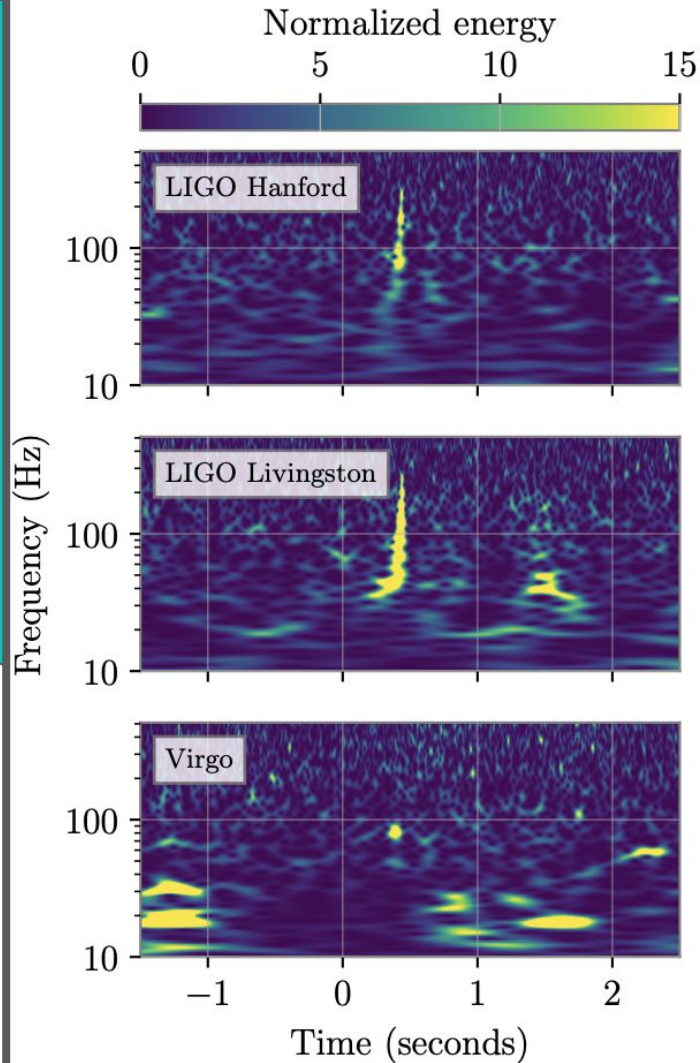 Normalized energy
0 5 10 15
LIGO Hanford
100
10
LIGO Livingston
100
10
Frequency (Hz)
Virgo
100
10
−1 0 1 2
Time (seconds)